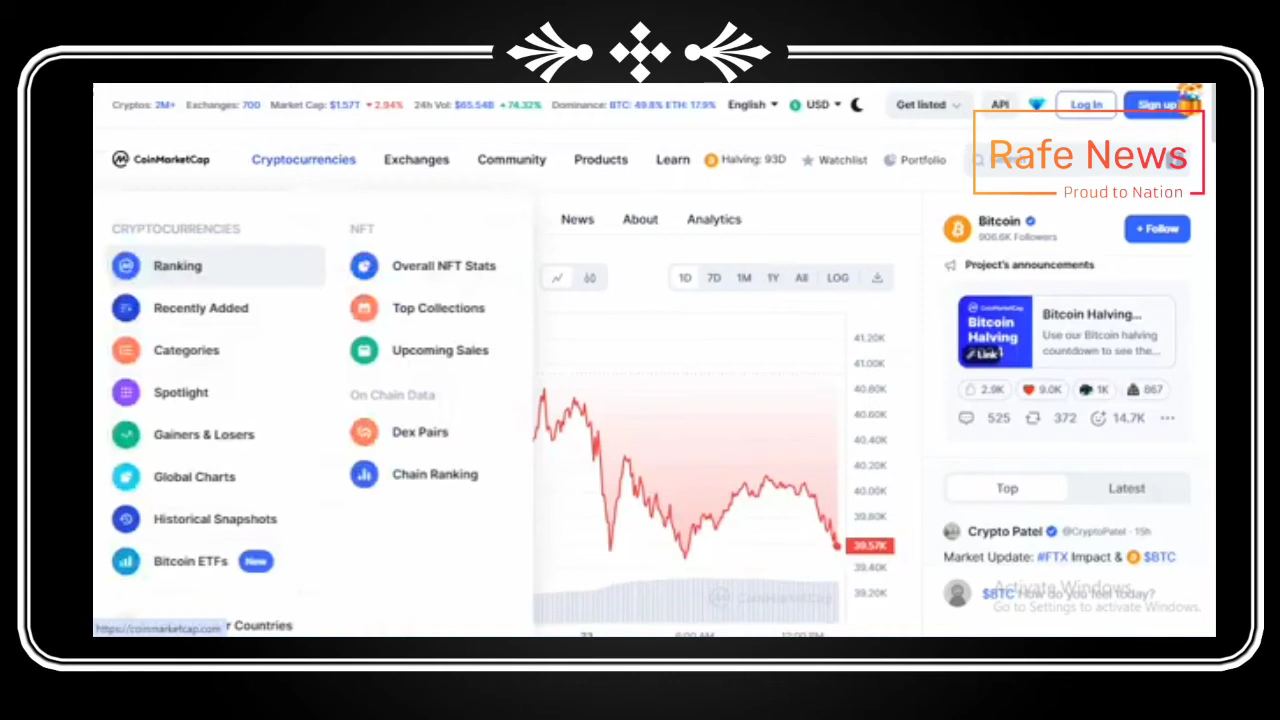 Cryptos: 2M+ Exchanges: 700 Market Cap: $1.57T 2.94% 24h Vol: $65.54B 74.32% Dominance: BTC: 49.8% ETH: 17.9% English USD Get listed API Log In Sign up
CoinMarketCap Cryptocurrencies Exchanges Community Products Learn Halving: 93D Watchlist Portfolio
Rafe News
Proud to Nation
CRYPTOCURRENCIES
Ranking
Recently Added
Categories
Spotlight
Gainers & Losers
Global Charts
Historical Snapshots
Bitcoin ETFs New
r Countries
https://coinmarketcap.com
NFT
Overall NFT Stats
Top Collections
Upcoming Sales
On Chain Data
Dex Pairs
Chain Ranking
News About Analytics
1D 7D 1M 1Y All LOG
41.20K
41.00K
40.80K
40.60K
40.40K
40.20K
40.00K
39.80K
39.57K
39.40K
39.20K
CoinMarketCap
23 6:00 AM 12:00 PM
Bitcoin
906.6K Followers
+ Follow
Project's announcements
CoinMarketCap
Bitcoin
Halving
Link
Bitcoin Halving...
Use our Bitcoin halving
countdown to see the...
2.9K 9.0K 1K 867
525 372 14.7K
Top Latest
Crypto Patel @CryptoPatel · 15h
Market Update: #FTX Impact & $BTC
$BTC How do you feel today?
Activate Windows
Go to Settings to activate Windows.